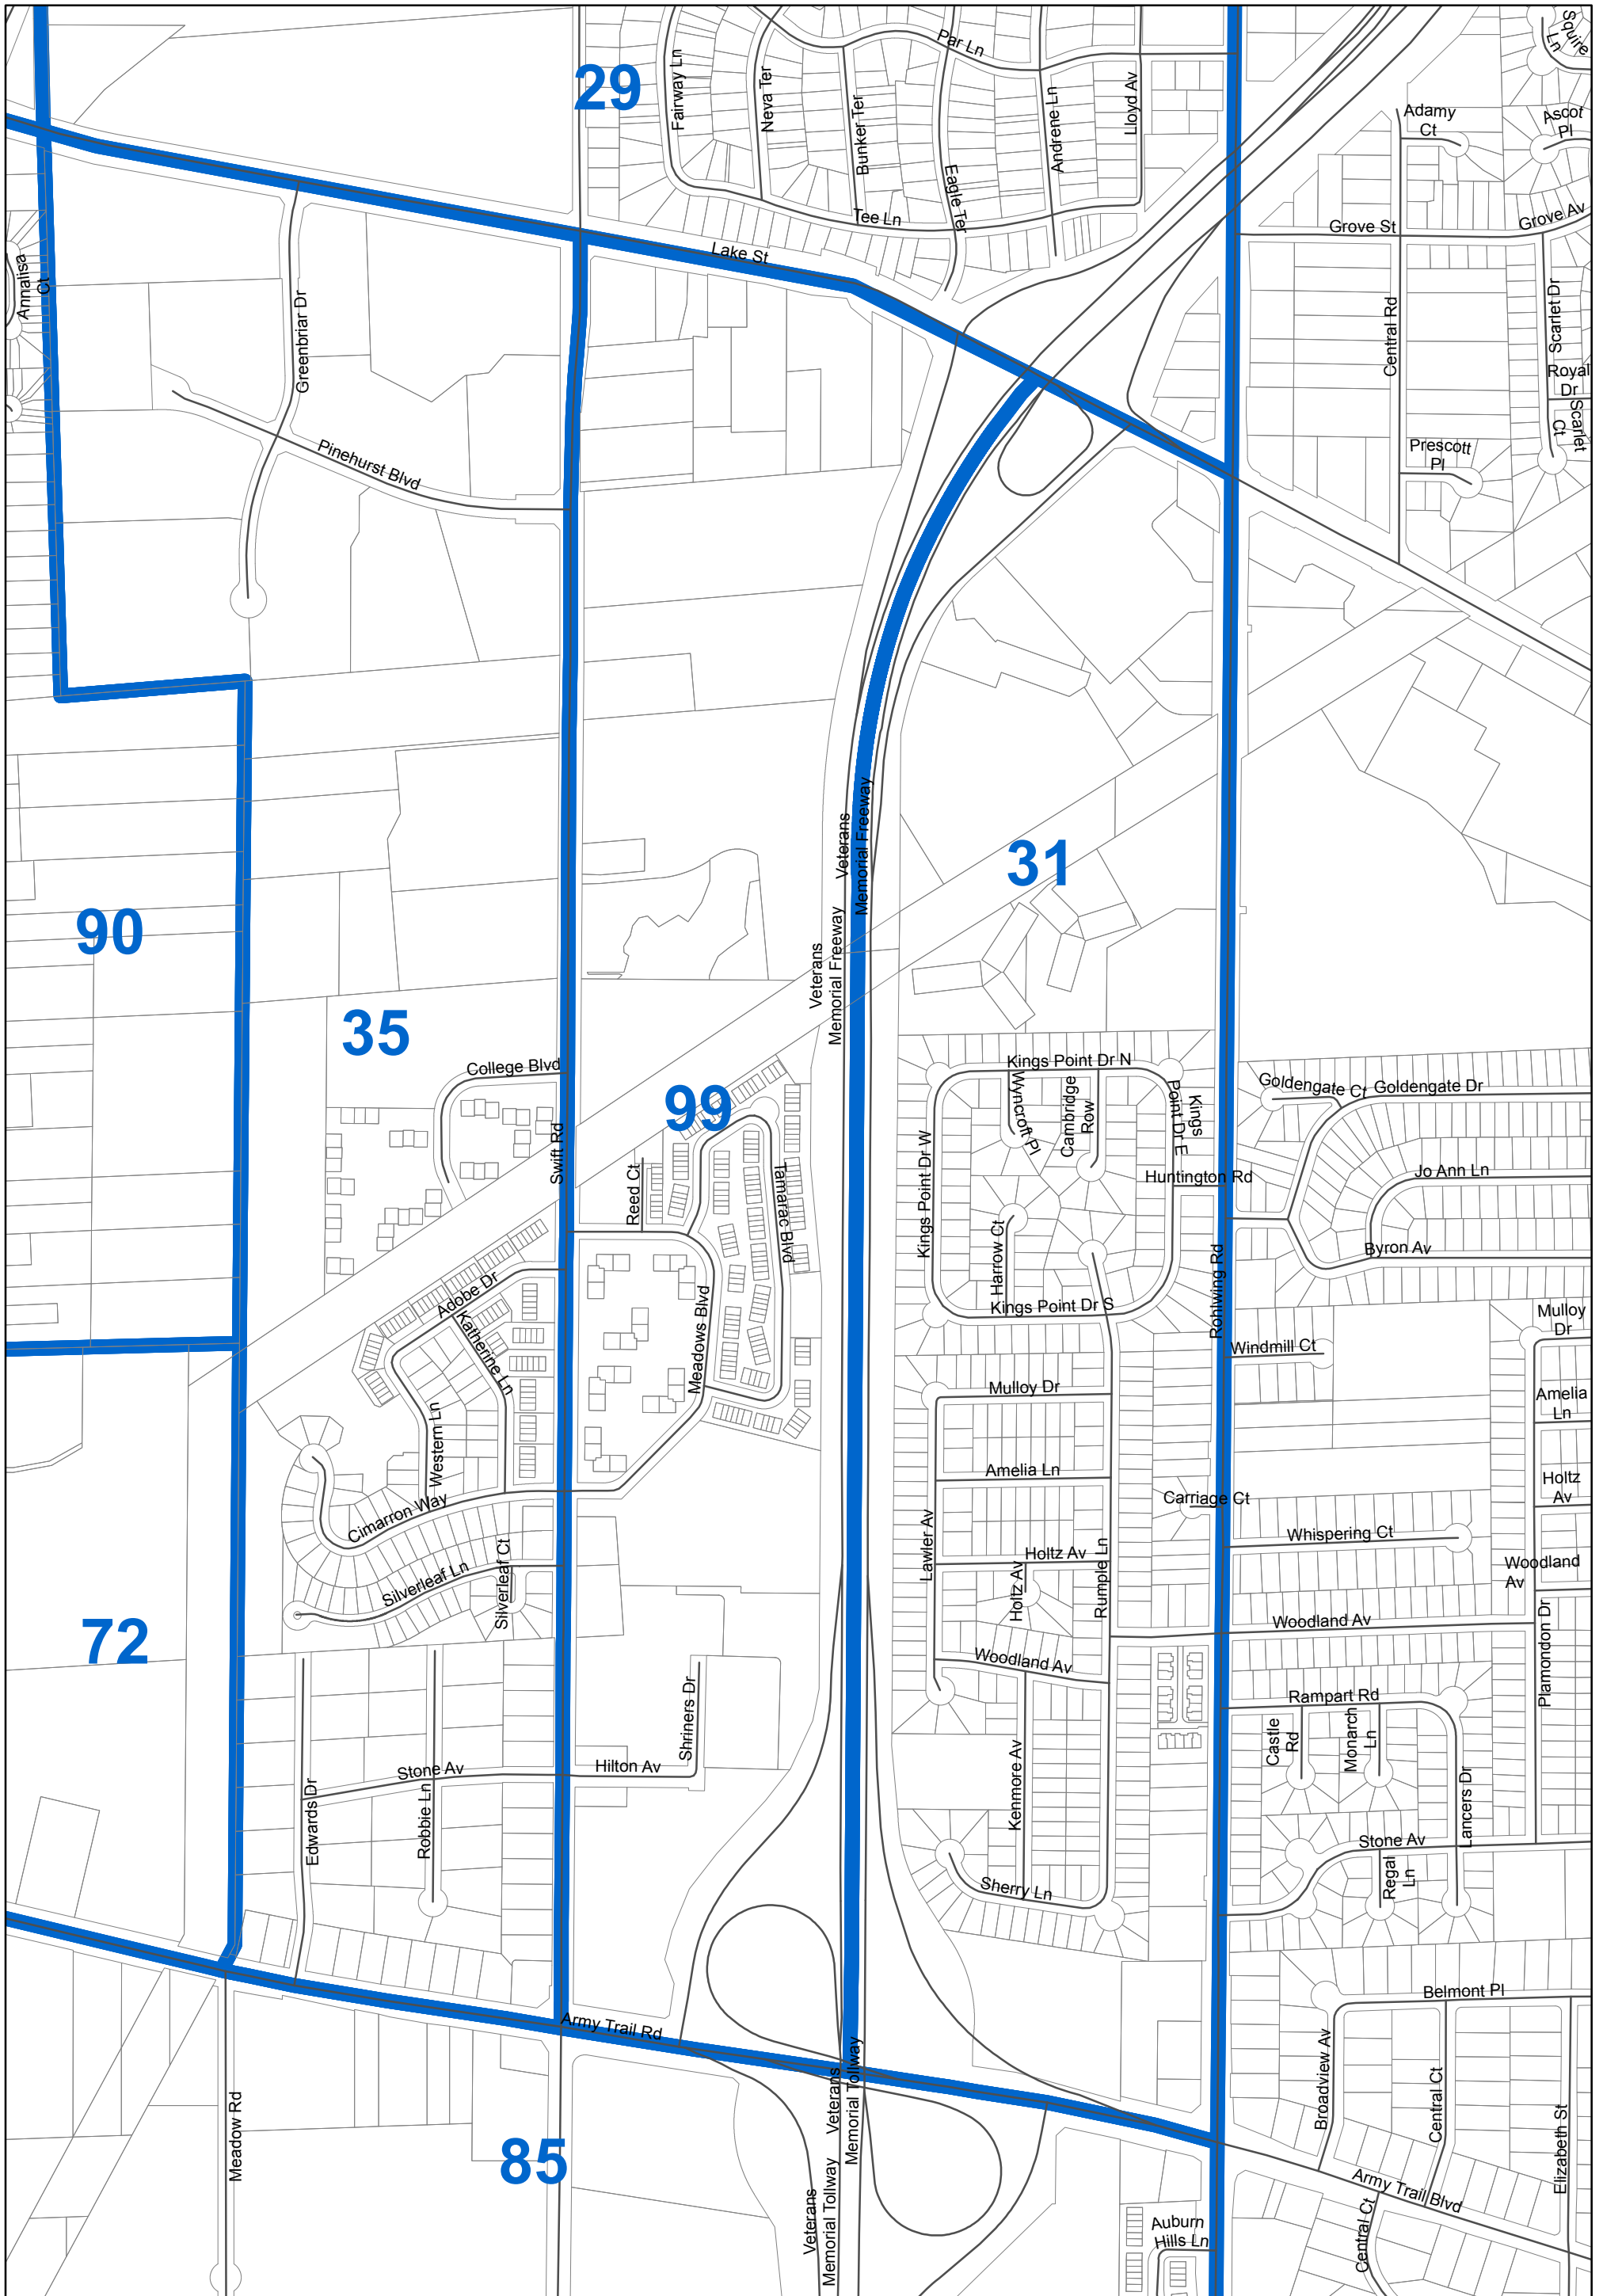 29
Fairway Ln
Neva Ter
Bunker Ter
Par Ln
Eagle Ter
Andrene Ln
Lloyd Av
Tee Ln
Squire
Ln
Adamy
Ct
Ascot
Pl
Grove St
Grove Av
Annalisa
Ct
Greenbriar Dr
Lake St
Central Rd
Scarlet Dr
Royal
Dr
Scarlet
Ct
Prescott
Pl
Pinehurst Blvd
Veterans
Memorial Freeway
31
90
Veterans
Memorial Freeway
35
College Blvd
99
Swift Rd
Reed Ct
Tamarac Blvd
Kings Point Dr N
Wyncroft Pl
Cambridge
Row
Kings
Point Dr E
Kings Point Dr W
Huntington Rd
Harrow Ct
Kings Point Dr S
Goldengate Ct
Goldengate Dr
Jo Ann Ln
Byron Av
Rohlwing Rd
Adobe Dr
Katherine Ln
Meadows Blvd
Western Ln
Windmill Ct
Mulloy
Dr
Mulloy Dr
Amelia
Ln
Amelia Ln
Carriage Ct
Holtz
Av
Cimarron Way
Whispering Ct
Silverleaf Ln
Silverleaf Ct
Lawler Av
Holtz Av
Holtz Av
Rumple Ln
Woodland
Av
72
Woodland Av
Woodland Av
Plamondon Dr
Shriners Dr
Rampart Rd
Castle
Rd
Monarch
Ln
Stone Av
Hilton Av
Edwards Dr
Robbie Ln
Kenmore Av
Lancers Dr
Stone Av
Regal
Ln
Sherry Ln
Belmont Pl
Army Trail Rd
Broadview Av
Central Ct
Elizabeth St
Veterans
Memorial Tollway
Meadow Rd
85
Veterans
Memorial Tollway
Army Trail Blvd
Central Ct
Auburn
Hills Ln